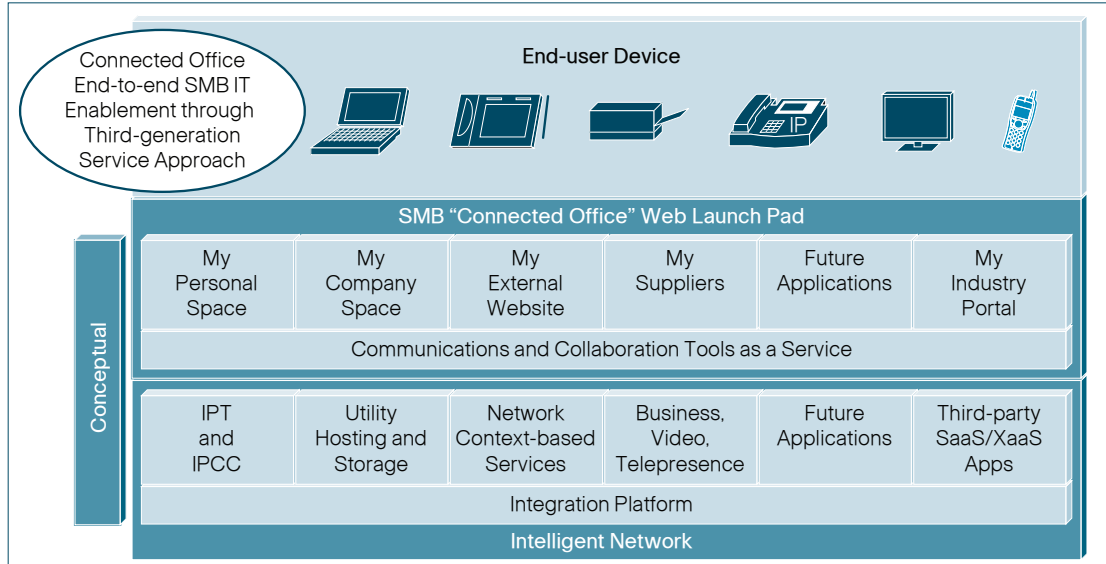 Connected Office
End-to-end SMB IT
Enablement through
Third-generation
Service Approach
End-user Device
IP
SMB “Connected Office” Web Launch Pad
My
Personal
Space
My
Company
Space
My
External
Website
My
Suppliers
Future
Applications
My
Industry
Portal
Communications and Collaboration Tools as a Service
Conceptual
IPT
and
IPCC
Utility
Hosting and
Storage
Network
Context-based
Services
Business,
Video,
Telepresence
Future
Applications
Third-party
SaaS/XaaS
Apps
Integration Platform
Intelligent Network